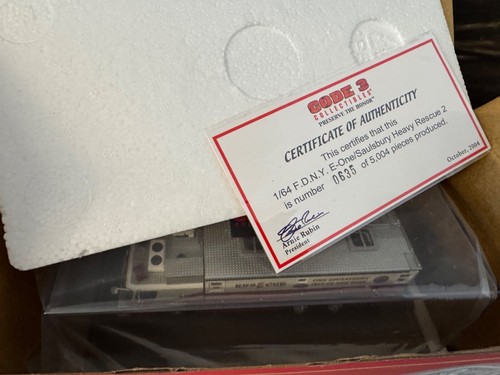 CODE 3
COLLECTIBLES
PRESERVE THE HONOR™
CERTIFICATE OF AUTHENTICITY
This certifies that this
1/64 F.D.N.Y. E-One/Saulsbury Heavy Rescue 2
is number 0635 of 5,004 pieces produced.
October, 2004
Arnie Rubin
President